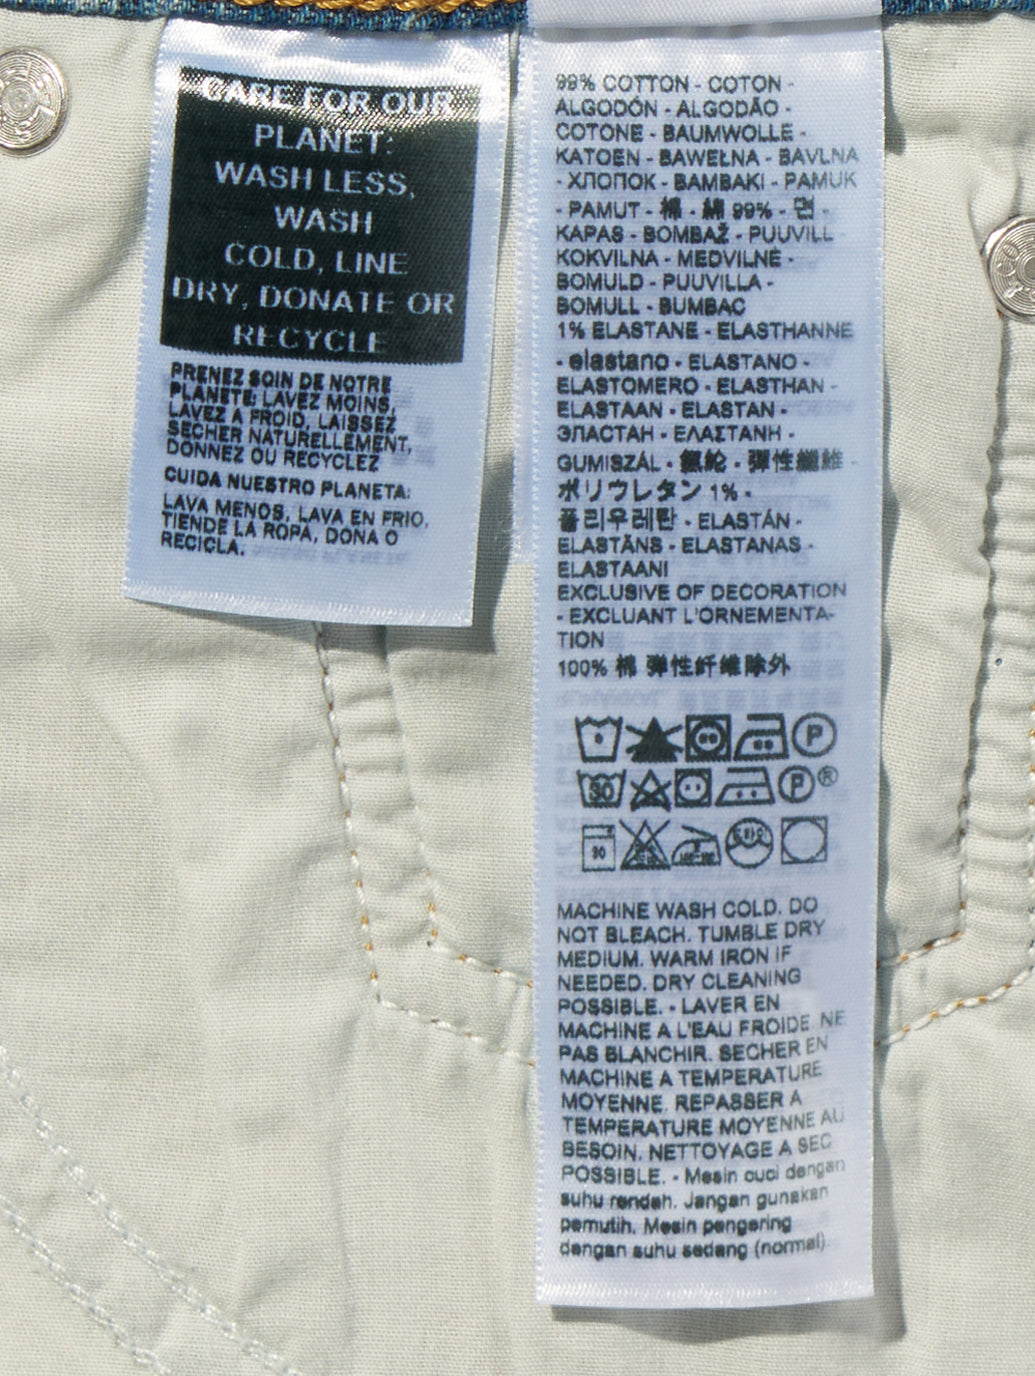 CARE FOR OUR
PLANET:
WASH LESS,
WASH
COLD, LINE
DRY, DONATE OR
RECYCLE
PRENEZ SOIN DE NOTRE
PLANETE: LAVEZ MOINS,
LAVEZ A FROID, LAISSEZ
SECHER NATURELLEMENT,
DONNEZ OU RECYCLEZ
CUIDA NUESTRO PLANETA:
LAVA MENOS, LAVA EN FRIO,
TIENDE LA ROPA, DONA O
RECICLA.
99% COTTON - COTON -
ALGODÓN - ALGODÃO -
COTONE - BAUMWOLLE -
KATOEN - BAWEŁNA - BAVLNA
- ХЛОПОК - BAMBAKI - PAMUK
- PAMUT - 棉 - 綿 99% - 면 -
KAPAS - BOMBAŽ - PUUVILL -
KOKVILNA - MEDVILNĖ -
BOMULD - PUUVILLA -
BOMULL - BUMBAC
1% ELASTANE - ELASTHANNE
- elastano - ELASTANO -
ELASTOMERO - ELASTHAN -
ELASTAAN - ELASTAN -
ЭЛАСТАН - ΕΛΑΣΤΑΝΗ -
GUMISZÁL - 氨纶 - 彈性纖維 -
ポリウレタン 1% -
폴리우레탄 - ELASTÁN -
ELASTĀNS - ELASTANAS -
ELASTAANI
EXCLUSIVE OF DECORATION
- EXCLUANT L'ORNEMENTA-
TION
100% 棉 弹性纤维除外
P
30 P®
30 드라이
MACHINE WASH COLD. DO
NOT BLEACH. TUMBLE DRY
MEDIUM. WARM IRON IF
NEEDED. DRY CLEANING
POSSIBLE. - LAVER EN
MACHINE A L'EAU FROIDE. NE
PAS BLANCHIR. SECHER EN
MACHINE A TEMPERATURE
MOYENNE. REPASSER A
TEMPERATURE MOYENNE AU
BESOIN. NETTOYAGE A SEC
POSSIBLE. - Mesin cuci dengan
suhu rendah. Jangan gunakan
pemutih. Mesin pengering
dengan suhu sedang (normal).